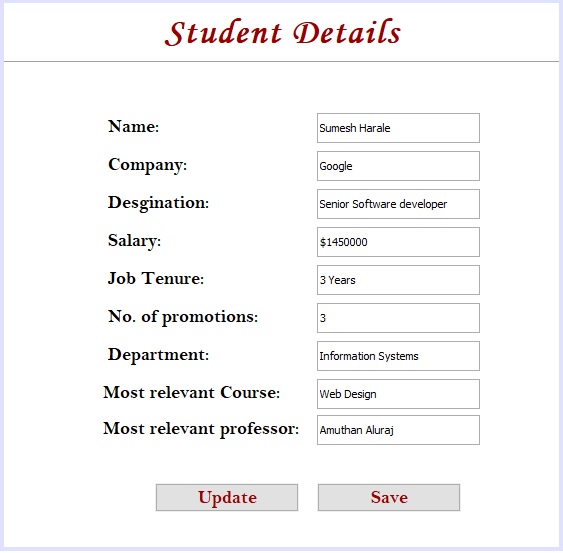 Student Details
Name: Sumesh Harale
Company: Google
Desgination: Senior Software developer
Salary: $1450000
Job Tenure: 3 Years
No. of promotions: 3
Department: Information Systems
Most relevant Course: Web Design
Most relevant professor: Amuthan Aluraj
Update Save